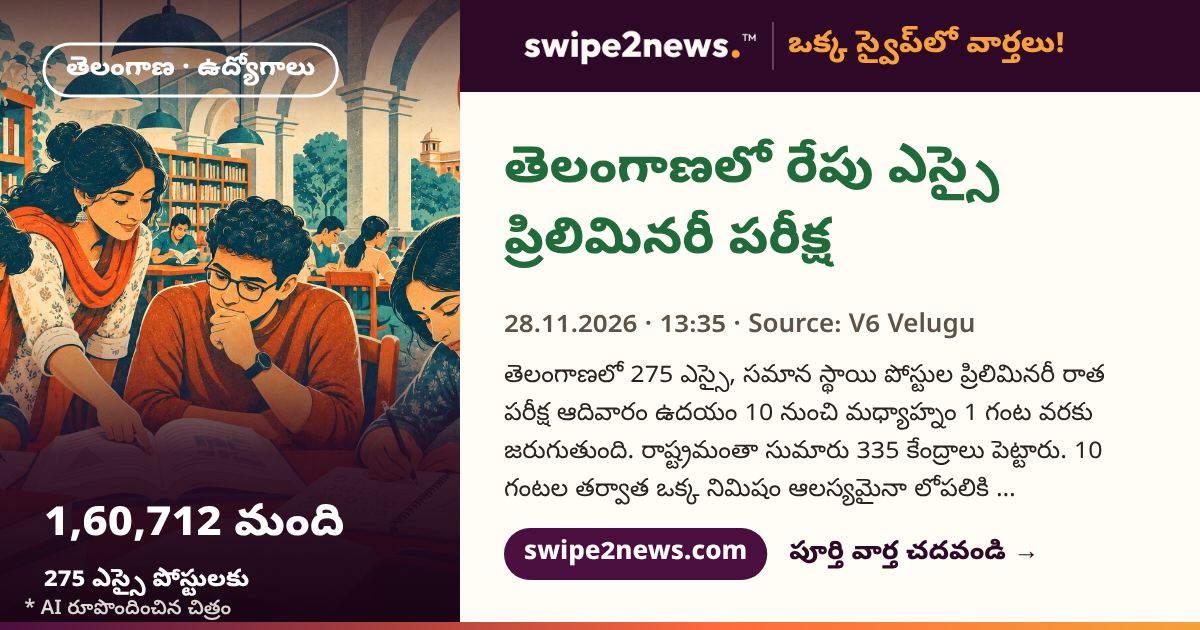 తెలంగాణ · ఉద్యోగాలు
1,60,712 మంది
275 ఎస్సై పోస్టులకు
* AI రూపొందించిన చిత్రం
swipe2news.™ ఒక్క స్వైప్‌లో వార్తలు!
తెలంగాణలో రేపు ఎస్సై
ప్రిలిమినరీ పరీక్ష
28.11.2026 · 13:35 · Source: V6 Velugu
తెలంగాణలో 275 ఎస్సై, సమాన స్థాయి పోస్టుల ప్రిలిమినరీ రాత
పరీక్ష ఆదివారం ఉదయం 10 నుంచి మధ్యాహ్నం 1 గంట వరకు
జరుగుతుంది. రాష్ట్రమంతా సుమారు 335 కేంద్రాలు పెట్టారు. 10
గంటల తర్వాత ఒక్క నిమిషం ఆలస్యమైనా లోపలికి ...
swipe2news.com పూర్తి వార్త చదవండి →